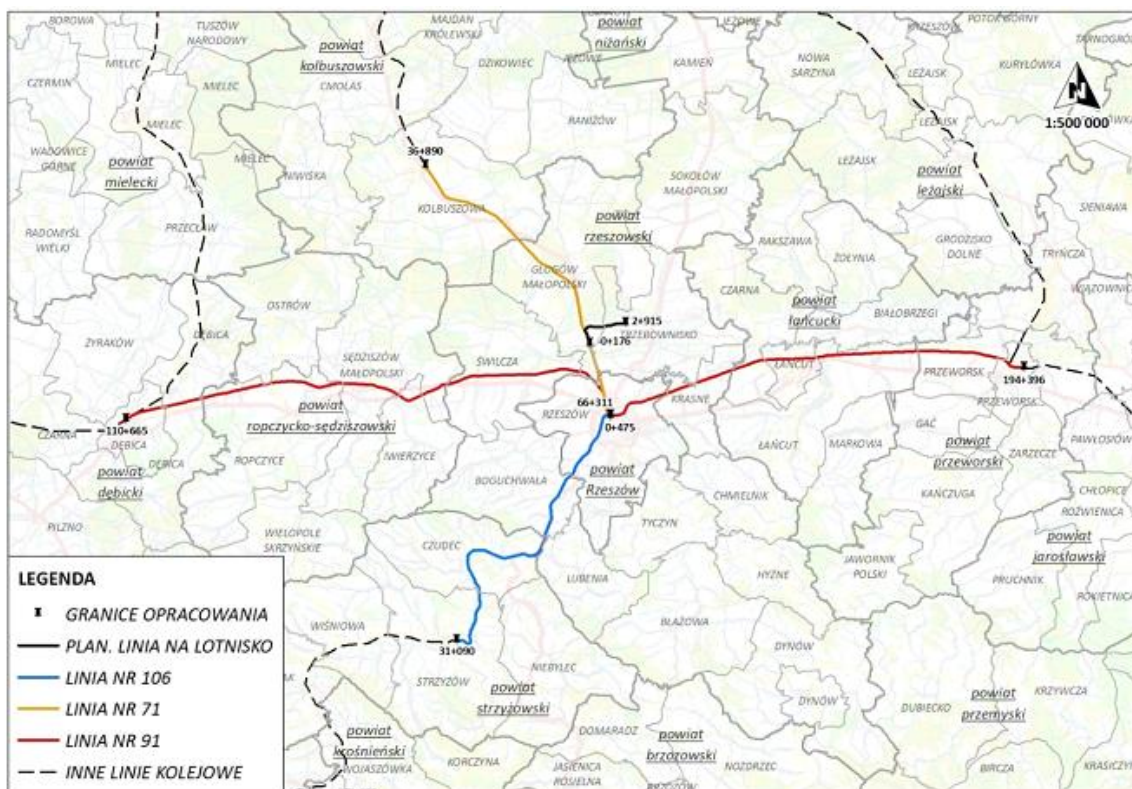 BOROWA
TUSZÓW
NARODOWY
MIELEC
CZERMIN
MIELEC
MIELEC
WADOWICE
GÓRNE
MIELEC
powiat
mielecki
RADOMYŚL
WIELKI
PRZECŁAW
powiat
kolbuszowski
MAJDAN
KRÓLEWSKI
CMOLAS
DZIKOWIEC
powiat
niżański
JEŻOWE
KAMIEŃ
RANIŻÓW
NIWISKA
36+890
KOLBUSZOWA
SOKOŁÓW
MAŁOPOLSKI
powiat
rzeszowski
GŁOGÓW
MAŁOPOLSKI
JEŻOWE
NOWA
SARZYNA
KRZESZÓW
POTOK GÓRNY
TARNOGRÓD
LEŻAJSK
KURYŁÓWKA
LEŻAJSK
LEŻAJSK
powiat
leżajski
N
1:500 000
SIENIAWA
RAKSZAWA
ŻOŁYNIA
GRODZISKO
DOLNE
TRYŃCZA
WIĄZOWNICA
CZARNA
powiat
łańcucki
BIAŁOBRZEGI
OSTRÓW
DĘBICA
ŻYRAKÓW
SĘDZISZÓW
MAŁOPOLSKI
ŚWILCZA
2+915
TRZEBOWNISKO
-0+176
ŁAŃCUT
PRZEWORSK
194+396
PRZEWORSK
KRASNE
66+311
RZESZÓW
0+475
110+665
CZARNA
DĘBICA
powiat
dębicki
DĘBICA
powiat
ropczycko-sędziszowski
ROPCZYCE
IWIERZYCE
BOGUCHWAŁA
powiat
Rzeszów
ŁAŃCUT
MARKOWA
GAĆ
powiat
przeworski
ZARZECZE
PAWŁOSIÓW
CHMIELNIK
KAŃCZUGA
CHŁOPICE
ROŹWIENICA
PILZNO
WIELOPOLE
SKRZYŃSKIE
CZUDEC
TYCZYN
LUBENIA
HYŻNE
JAWORNIK
POLSKI
powiat
jarosławski
PRUCHNIK
ROKIETNICA
WIŚNIOWA
31+090
STRZYŻÓW
NIEBYLEC
powiat
strzyżowski
BŁAŻOWA
DYNÓW
DYNÓW
DUBIECKO
powiat
przemyski
KRZYWCZA
powiat
krośnieński
WOJASZÓWKA
KORCZYNA
DOMARADZ
powiat
brzozowski
JASIENICA
ROSIELNA
NOZDRZEC
BRZOZÓW
BIRCZA
KRASICZYN
LEGENDA
GRANICE OPRACOWANIA
PLAN. LINIA NA LOTNISKO
LINIA NR 106
LINIA NR 71
LINIA NR 91
INNE LINIE KOLEJOWE